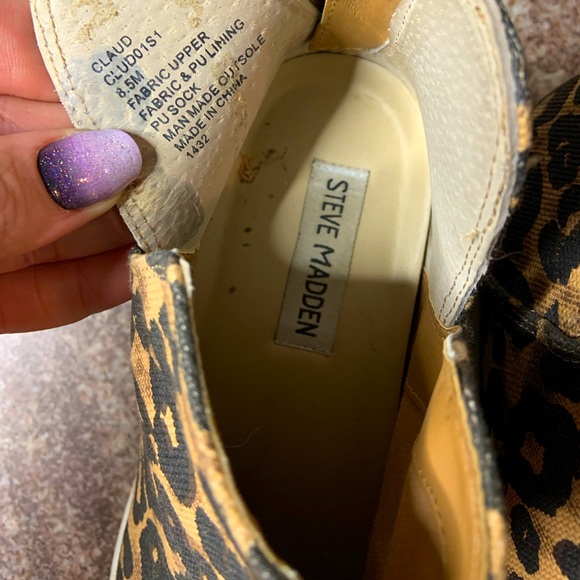 CLAUD
CLUD01S1
8.5M
FABRIC UPPER
FABRIC & PU LINING
PU SOCK
MAN MADE OUTSOLE
MADE IN CHINA
1432
STEVE MADDEN